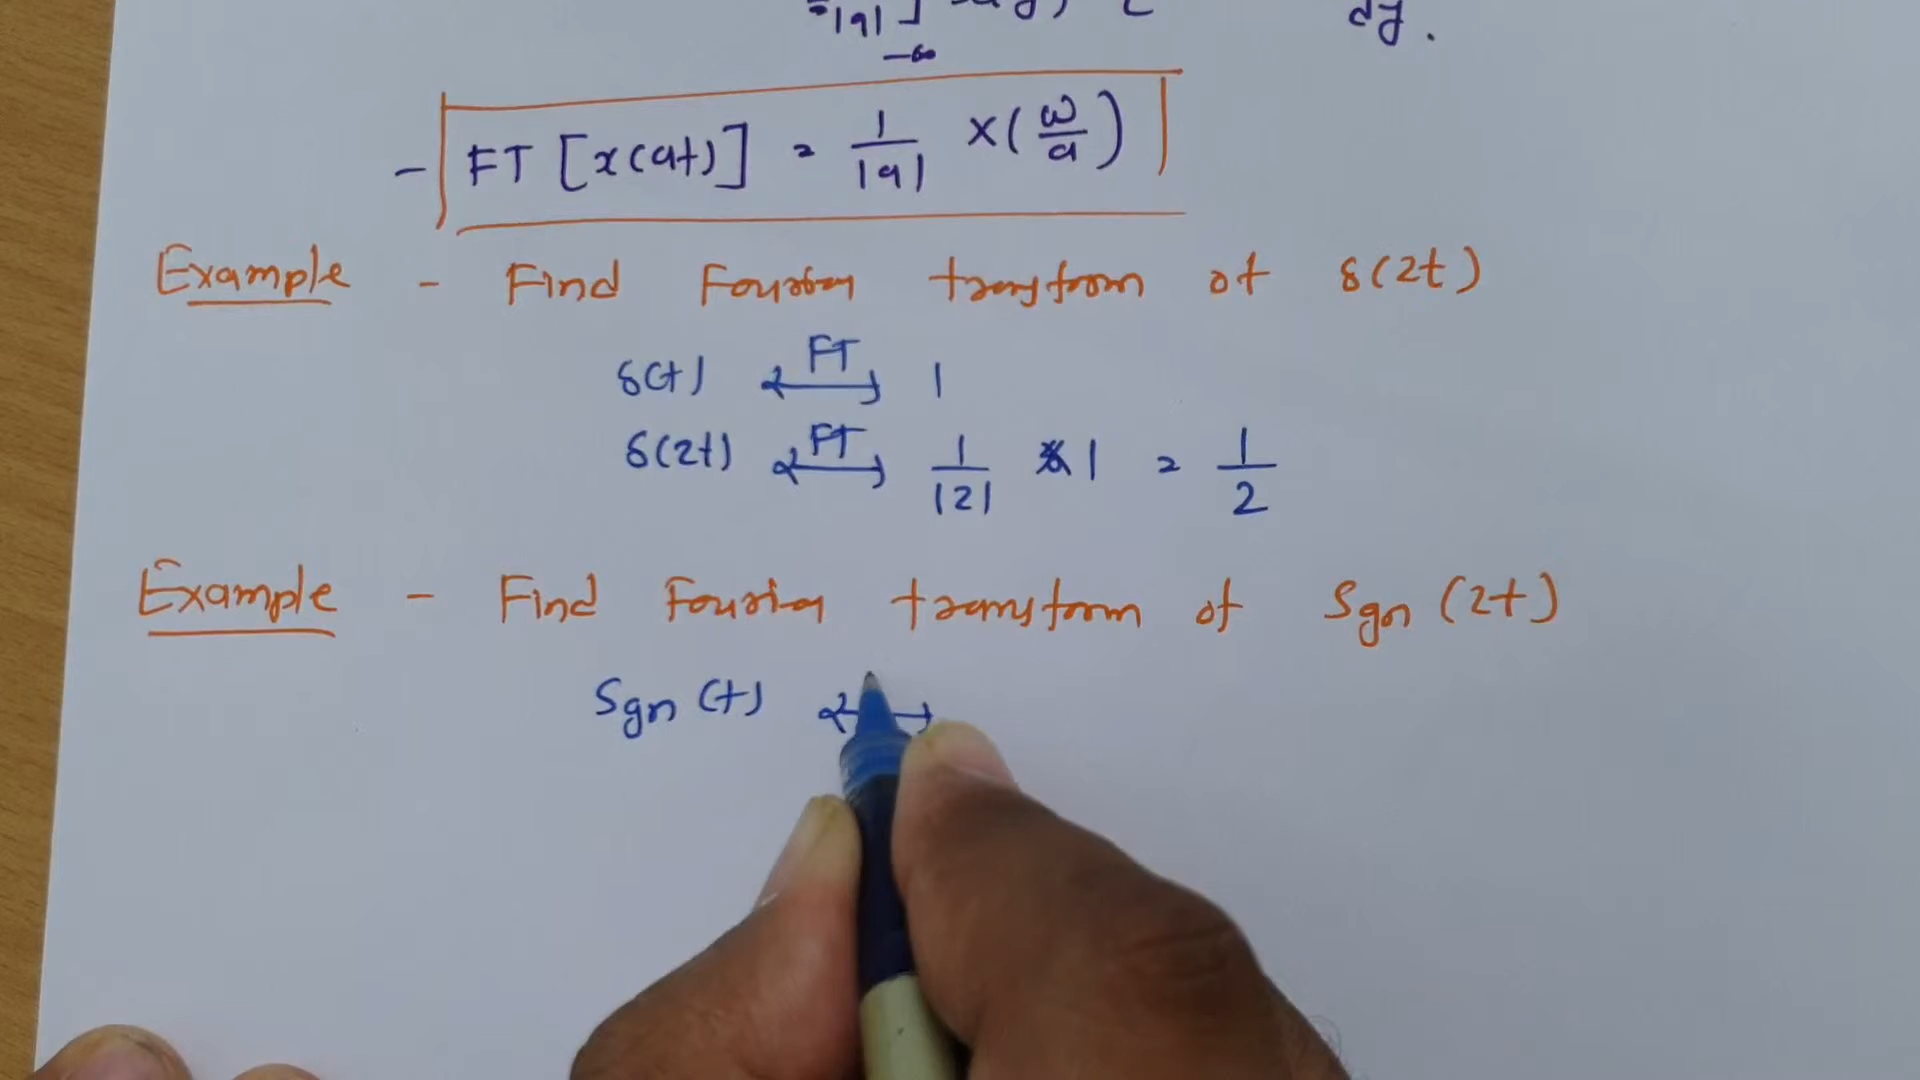 - FT [x(at)] = 1/|a| X(ω/a)
Example - Find Fourier transform of δ(2t)
δ(t) ←FT→ 1
δ(2t) ←FT→ 1/|2| × 1 = 1/2
Example - Find Fourier transform of Sgn (2t)
Sgn (t) ↔